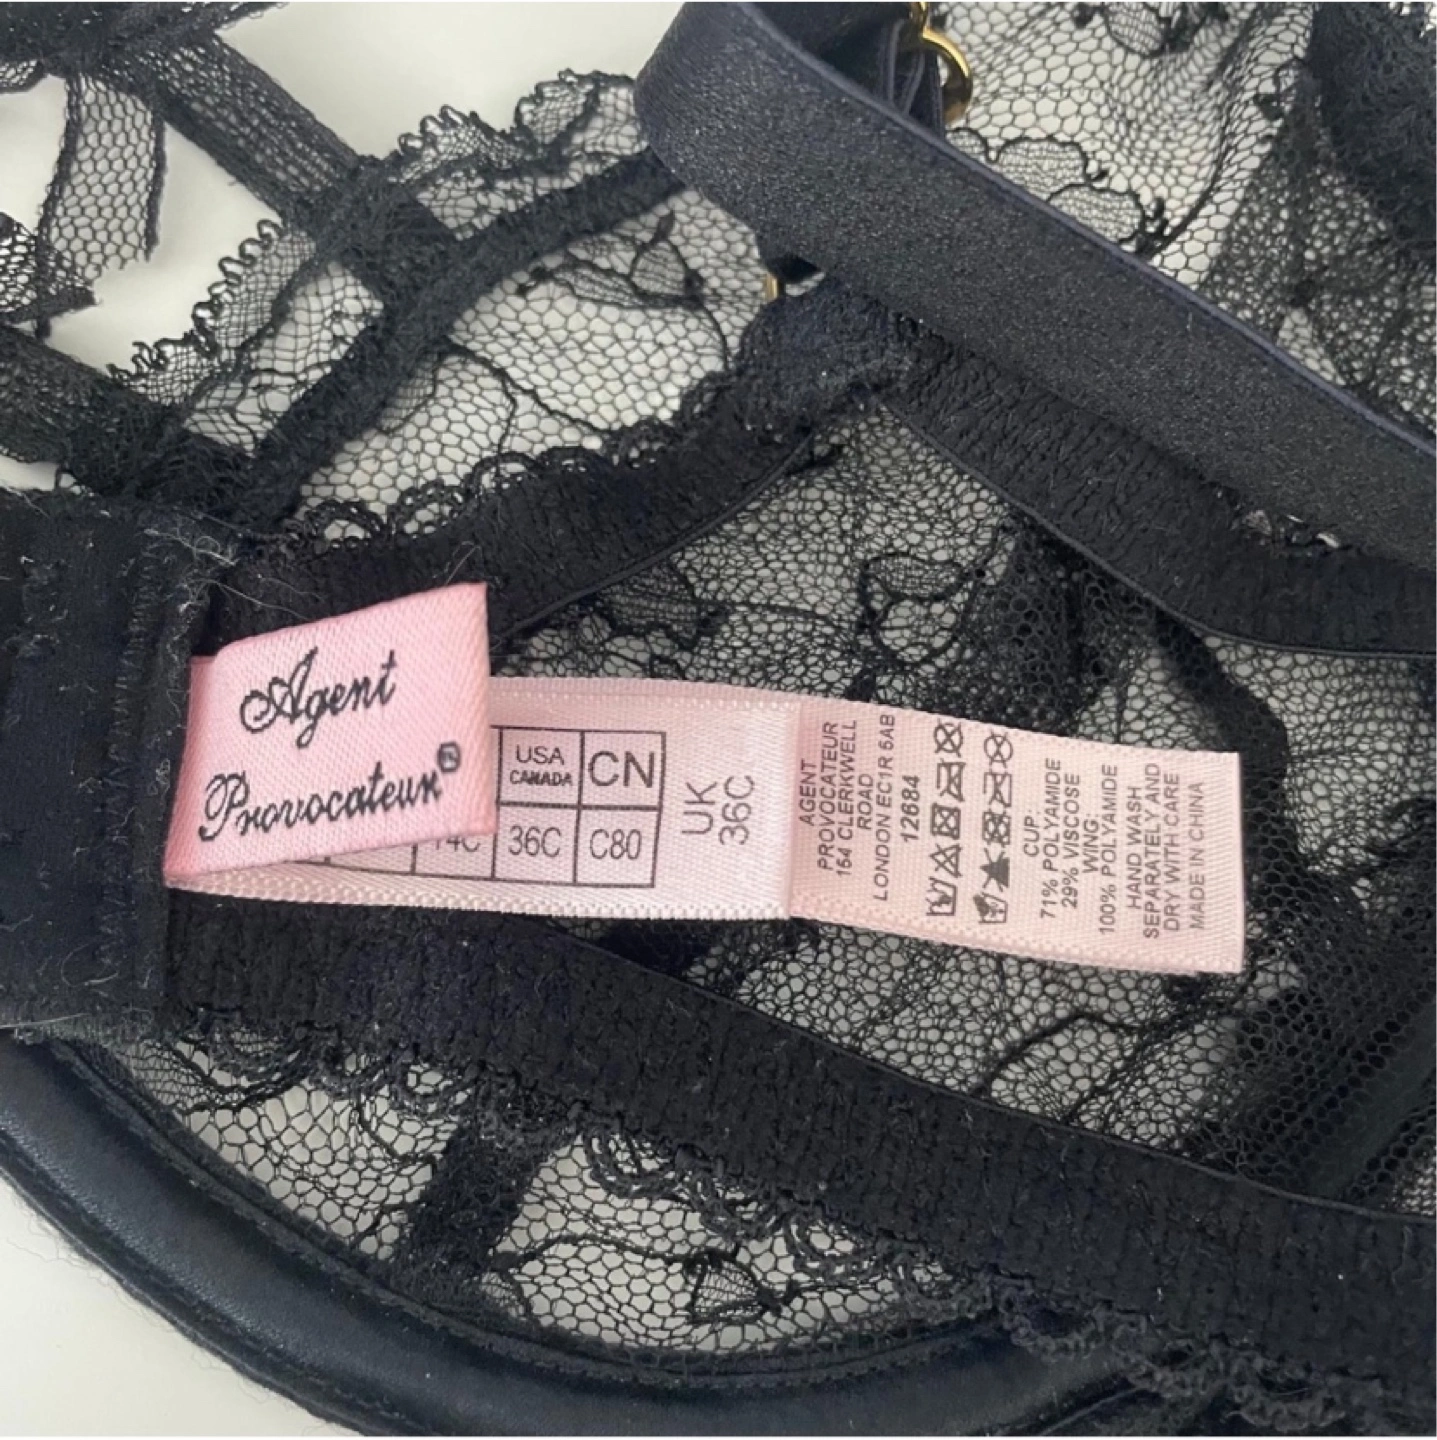 Agent
Provocateur®
USA
CANADA
CN
14C
36C
C80
UK
36C
AGENT
PROVOCATEUR
154 CLERKWELL
ROAD
LONDON EC1R 5AB
12684
CUP:
71% POLYAMIDE
29% VISCOSE
WING:
100% POLYAMIDE
HAND WASH
SEPARATELY AND
DRY WITH CARE
MADE IN CHINA